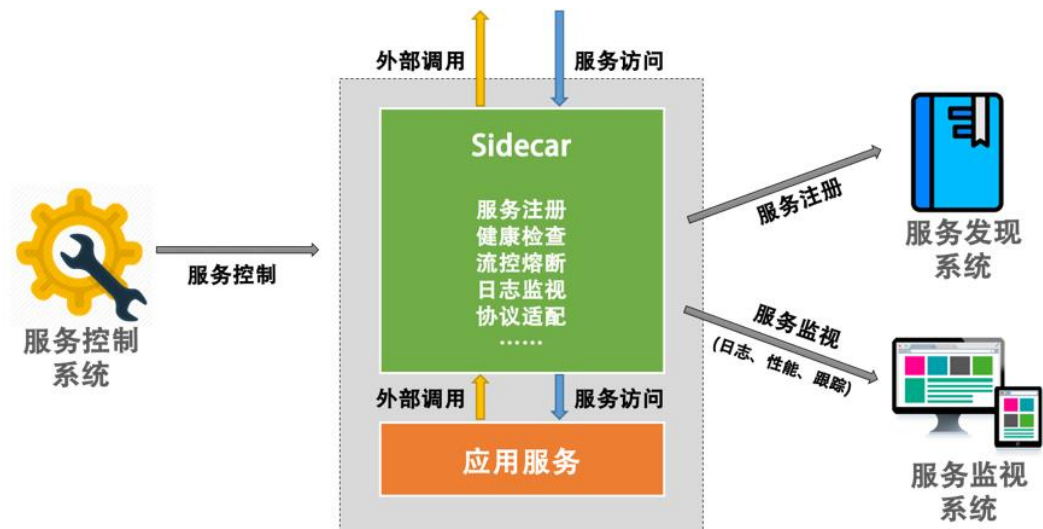 外部调用
服务访问
Sidecar
服务注册
健康检查
流控熔断
日志监视
协议适配
……
服务控制
服务控制
系统
服务注册
服务发现
系统
服务监视
(日志、性能、跟踪)
服务监视
系统
外部调用
服务访问
应用服务